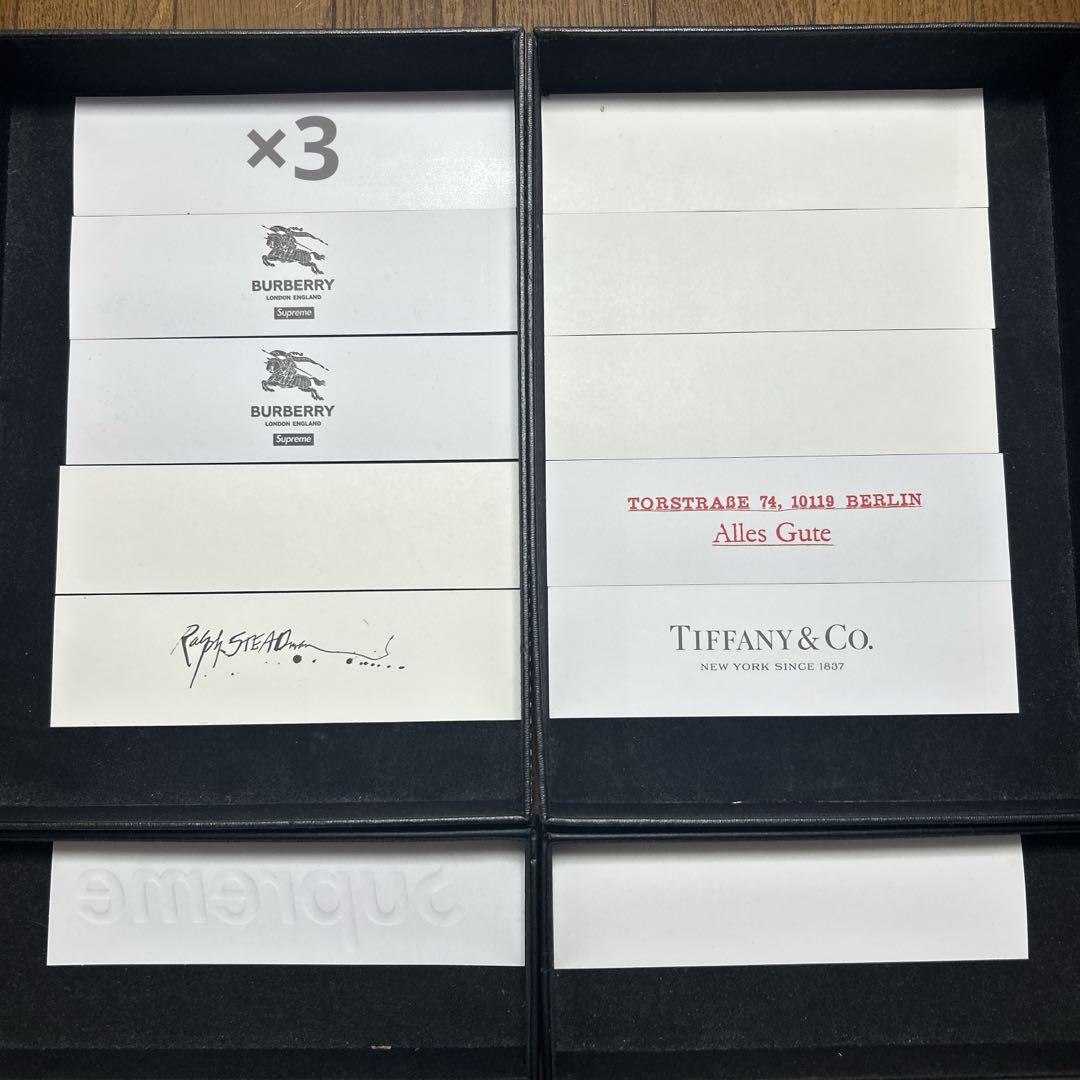 ×3
BURBERRY
LONDON ENGLAND
Supreme
BURBERRY
LONDON ENGLAND
Supreme
Ralph STEADman
TORSTRAßE 74, 10119 BERLIN
Alles Gute
TIFFANY & CO.
NEW YORK SINCE 1837
Supreme